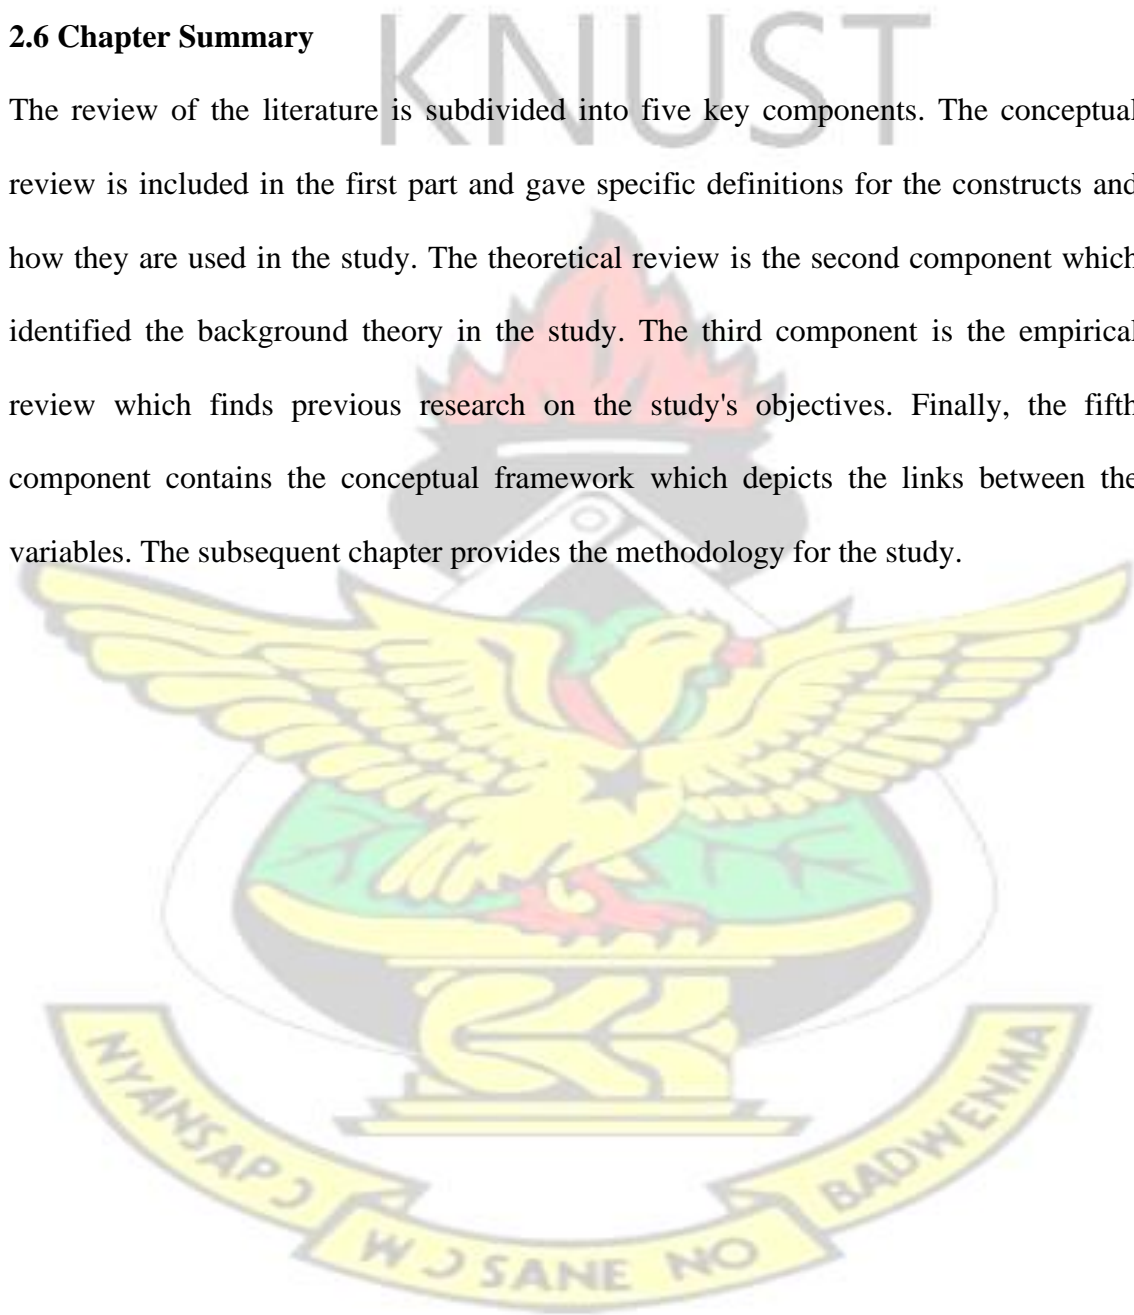 KNUST
2.6 Chapter Summary
The review of the literature is subdivided into five key components. The conceptual
review is included in the first part and gave specific definitions for the constructs and
how they are used in the study. The theoretical review is the second component which
identified the background theory in the study. The third component is the empirical
review which finds previous research on the study's objectives. Finally, the fifth
component contains the conceptual framework which depicts the links between the
variables. The subsequent chapter provides the methodology for the study.
NYANSAPƆ
WƆ SANE NO
BADWENMA